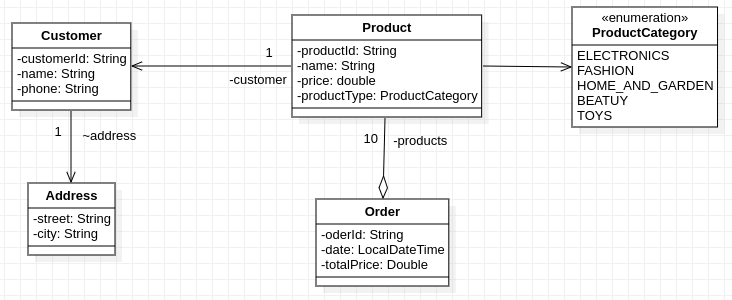 Customer
-customerId: String
-name: String
-phone: String
1
-customer
Product
-productId: String
-name: String
-price: double
-productType: ProductCategory
«enumeration»
ProductCategory
ELECTRONICS
FASHION
HOME_AND_GARDEN
BEATUY
TOYS
1
~address
10
-products
Address
-street: String
-city: String
Order
-oderId: String
-date: LocalDateTime
-totalPrice: Double